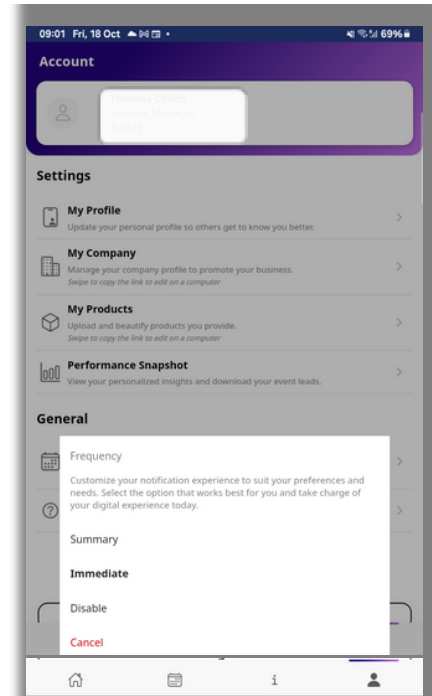 09:01 Fri, 18 Oct
69%
Account
Settings
My Profile
Update your personal profile so others get to know you better.
My Company
Manage your company profile to promote your business.
Swipe to copy the link to edit on a computer
My Products
Upload and beautify products you provide.
Swipe to copy the link to edit on a computer
Performance Snapshot
View your personalized insights and download your event leads.
General
Frequency
Customize your notification experience to suit your preferences and
needs. Select the option that works best for you and take charge of
your digital experience today.
Summary
Immediate
Disable
Cancel